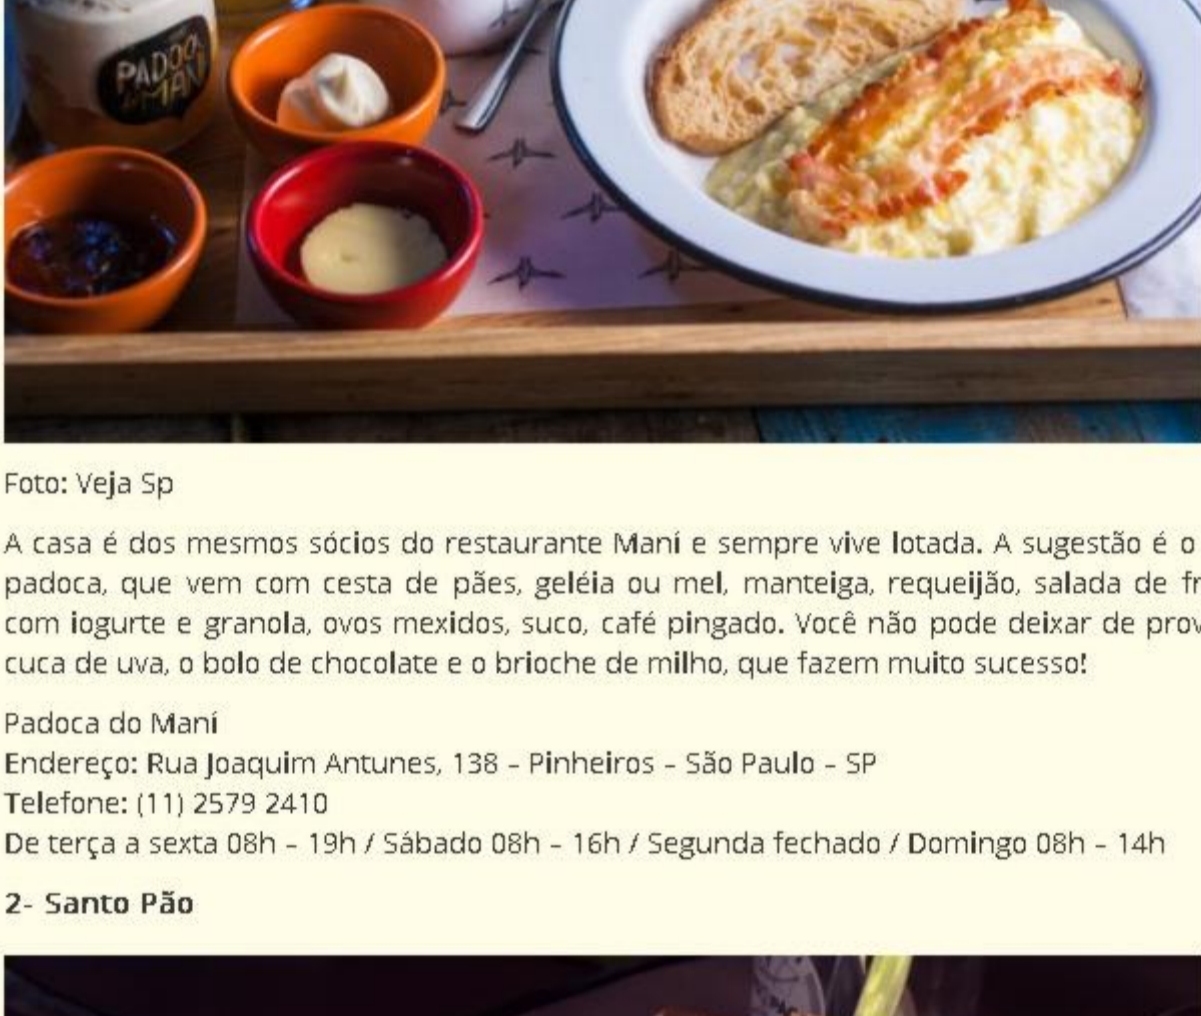 PADOCA
do MANÍ
Foto: Veja Sp
A casa é dos mesmos sócios do restaurante Maní e sempre vive lotada. A sugestão é o
padoca, que vem com cesta de pães, geléia ou mel, manteiga, requeijão, salada de fr
com iogurte e granola, ovos mexidos, suco, café pingado. Você não pode deixar de prov
cuca de uva, o bolo de chocolate e o brioche de milho, que fazem muito sucesso!
Padoca do Maní
Endereço: Rua Joaquim Antunes, 138 – Pinheiros – São Paulo – SP
Telefone: (11) 2579 2410
De terça a sexta 08h – 19h / Sábado 08h – 16h / Segunda fechado / Domingo 08h – 14h
2- Santo Pão